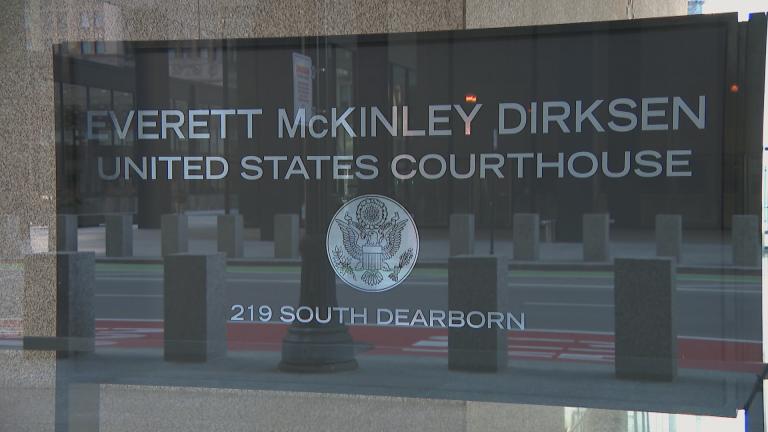 EVERETT McKINLEY DIRKSEN
UNITED STATES COURTHOUSE
219 SOUTH DEARBORN